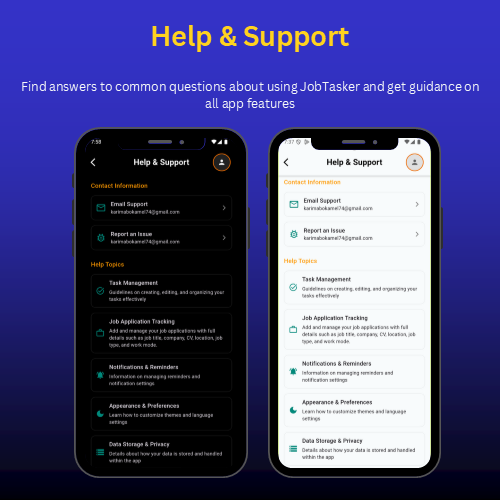 Help & Support
Find answers to common questions about using JobTasker and get guidance on
all app features
7:58
Help & Support
Contact Information
Email Support
karimabokamel74@gmail.com
Report an Issue
karimabokamel74@gmail.com
Help Topics
Task Management
Guidelines on creating, editing, and organizing your
tasks effectively
Job Application Tracking
Add and manage your job applications with full
details such as job title, company, CV, location, job
type, and work mode.
Notifications & Reminders
Information on managing reminders and
notification settings
Appearance & Preferences
Learn how to customize themes and language
settings
Data Storage & Privacy
Details about how your data is stored and handled
within the app
7:37
Help & Support
Contact Information
Email Support
karimabokamel74@gmail.com
Report an Issue
karimabokamel74@gmail.com
Help Topics
Task Management
Guidelines on creating, editing, and organizing your
tasks effectively
Job Application Tracking
Add and manage your job applications with full
details such as job title, company, CV, location, job
type, and work mode.
Notifications & Reminders
Information on managing reminders and
notification settings
Appearance & Preferences
Learn how to customize themes and language
settings
Data Storage & Privacy
Details about how your data is stored and handled
within the app